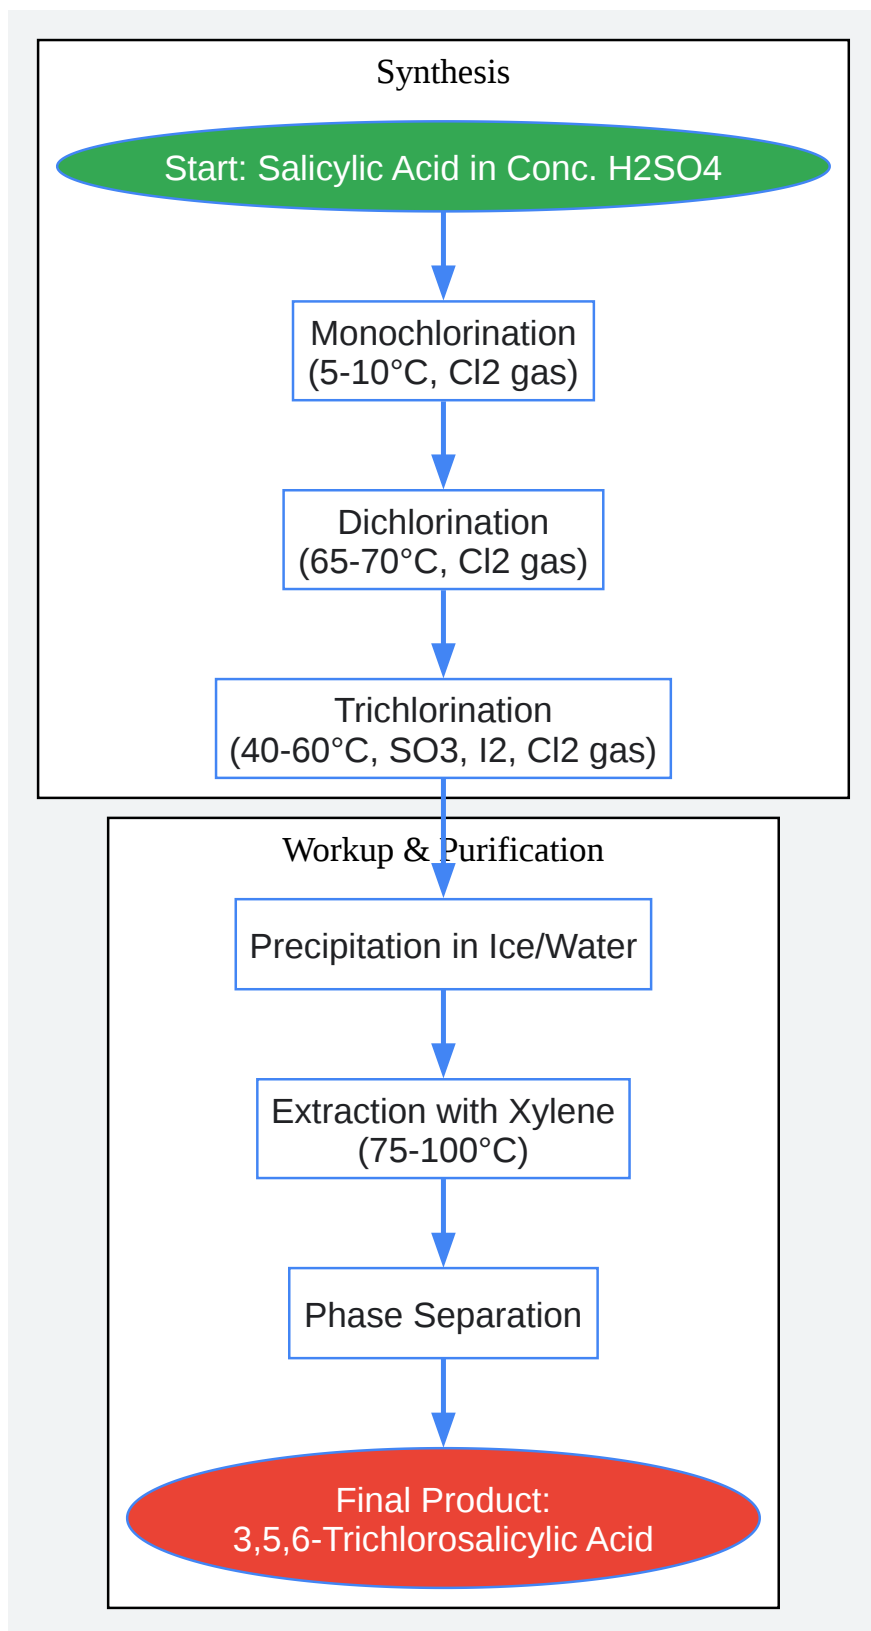 Synthesis
Start: Salicylic Acid in Conc. H2SO4
Monochlorination
(5-10°C, Cl2 gas)
Dichlorination
(65-70°C, Cl2 gas)
Trichlorination
(40-60°C, SO3, I2, Cl2 gas)
Workup & Purification
Precipitation in Ice/Water
Extraction with Xylene
(75-100°C)
Phase Separation
Final Product:
3,5,6-Trichlorosalicylic Acid